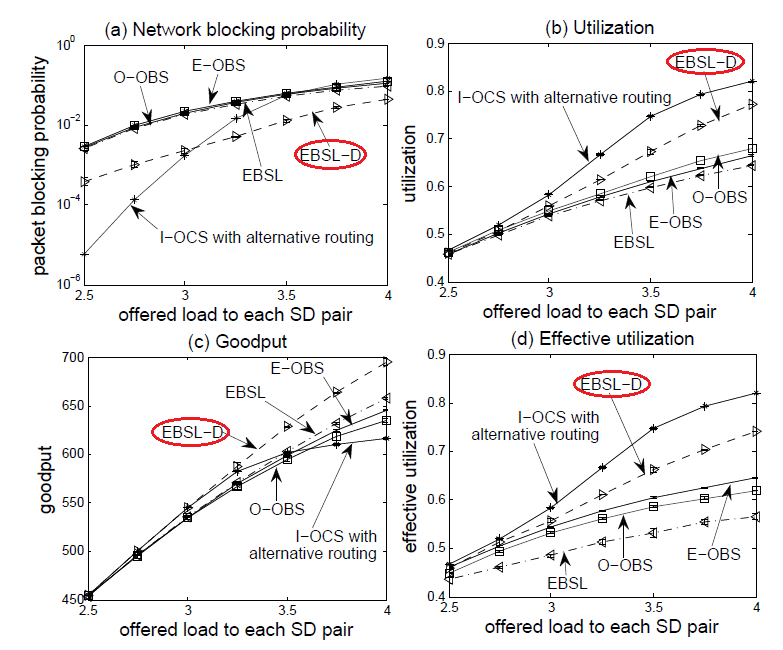 (a) Network blocking probability
packet blocking probability
10^0
10^-2
10^-4
10^-6
O-OBS
E-OBS
EBSL
EBSL-D
I-OCS with alternative routing
2.5 3 3.5 4
offered load to each SD pair
(b) Utilization
utilization
0.9
0.8
0.7
0.6
0.5
0.4
EBSL-D
I-OCS with alternative routing
O-OBS
E-OBS
EBSL
2.5 3 3.5 4
offered load to each SD pair
(c) Goodput
goodput
700
650
600
550
500
450
E-OBS
EBSL
EBSL-D
O-OBS
I-OCS with
alternative routing
2.5 3 3.5 4
offered load to each SD pair
(d) Effective utilization
effective utilization
0.9
0.8
0.7
0.6
0.5
0.4
EBSL-D
I-OCS with
alternative routing
E-OBS
O-OBS
EBSL
2.5 3 3.5 4
offered load to each SD pair